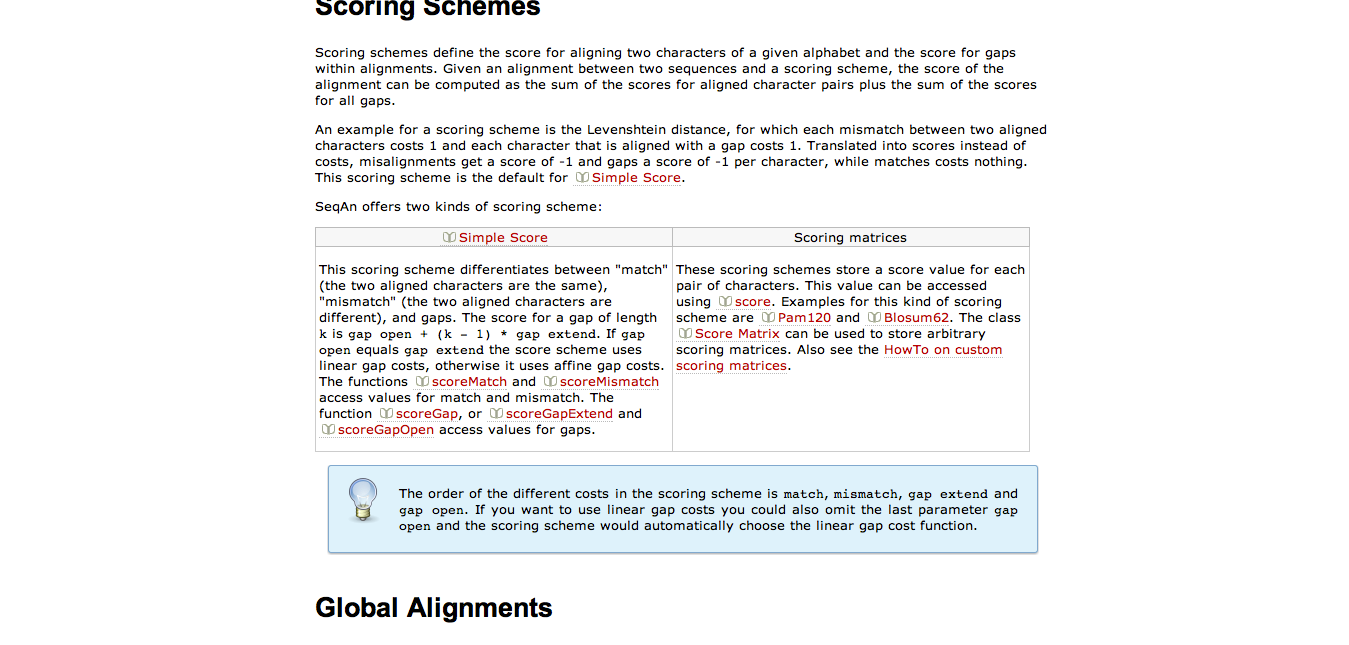 Scoring Schemes
Scoring schemes define the score for aligning two characters of a given alphabet and the score for gaps
within alignments. Given an alignment between two sequences and a scoring scheme, the score of the
alignment can be computed as the sum of the scores for aligned character pairs plus the sum of the scores
for all gaps.
An example for a scoring scheme is the Levenshtein distance, for which each mismatch between two aligned
characters costs 1 and each character that is aligned with a gap costs 1. Translated into scores instead of
costs, misalignments get a score of -1 and gaps a score of -1 per character, while matches costs nothing.
This scoring scheme is the default for Simple Score.
SeqAn offers two kinds of scoring scheme:
Simple Score
This scoring scheme differentiates between "match"
(the two aligned characters are the same),
"mismatch" (the two aligned characters are
different), and gaps. The score for a gap of length
k is gap open + (k - 1) * gap extend. If gap
open equals gap extend the score scheme uses
linear gap costs, otherwise it uses affine gap costs.
The functions scoreMatch and scoreMismatch
access values for match and mismatch. The
function scoreGap, or scoreGapExtend and
scoreGapOpen access values for gaps.
Scoring matrices
These scoring schemes store a score value for each
pair of characters. This value can be accessed
using score. Examples for this kind of scoring
scheme are Pam120 and Blosum62. The class
Score Matrix can be used to store arbitrary
scoring matrices. Also see the HowTo on custom
scoring matrices.
The order of the different costs in the scoring scheme is match, mismatch, gap extend and
gap open. If you want to use linear gap costs you could also omit the last parameter gap
open and the scoring scheme would automatically choose the linear gap cost function.
Global Alignments